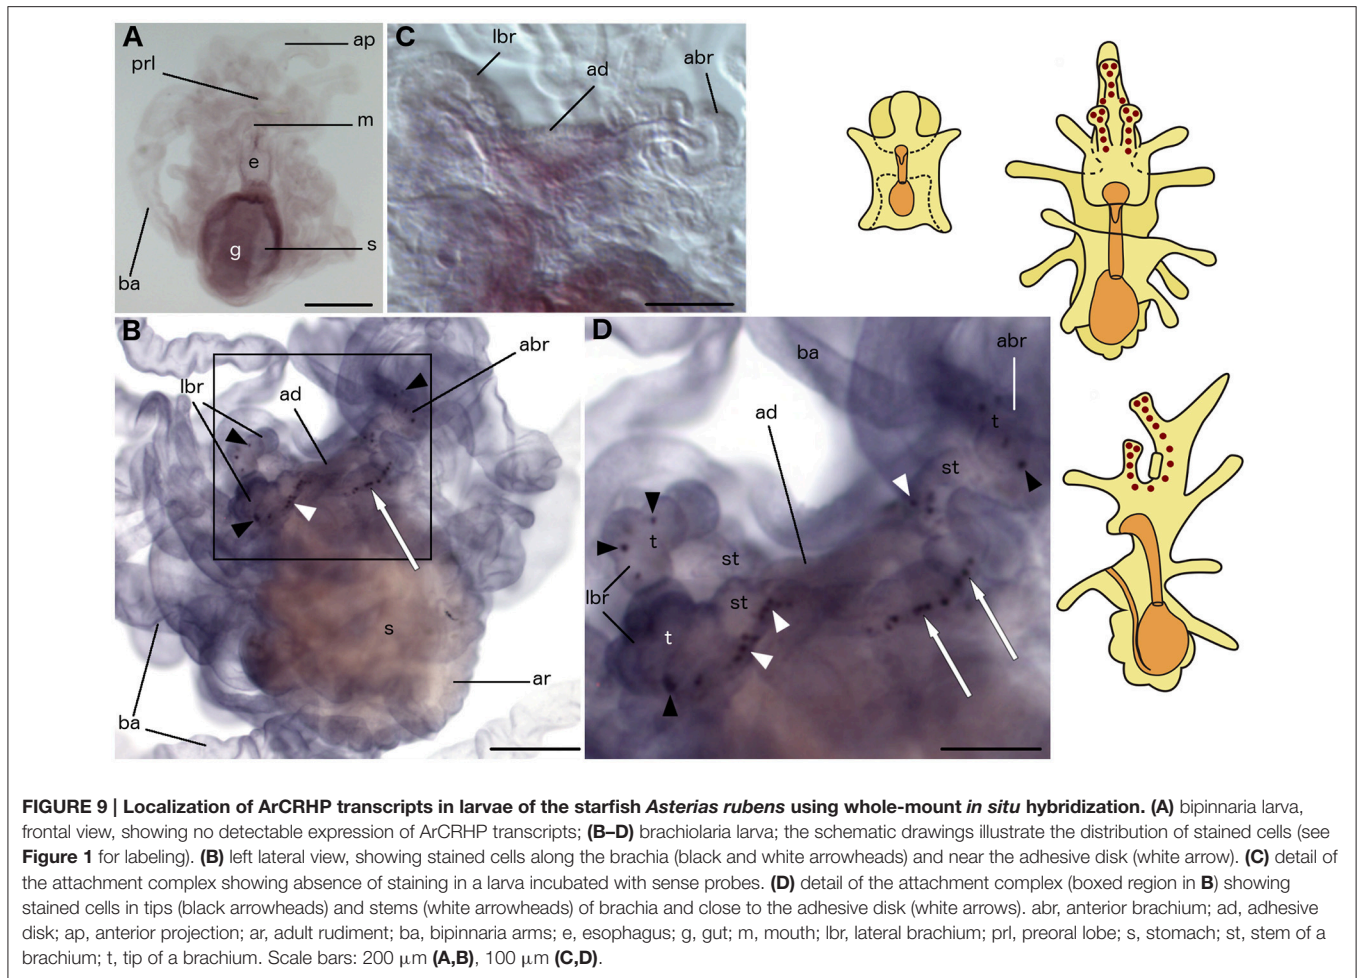 A
ap
prl
m
e
g
s
ba
C
lbr
ad
abr
B
abr
lbr
ad
s
ar
ba
D
ba
abr
ad
t
st
t
st
lbr
st
t
FIGURE 9 | Localization of ArCRHP transcripts in larvae of the starfish Asterias rubens using whole-mount in situ hybridization. (A) bipinnaria larva,
frontal view, showing no detectable expression of ArCRHP transcripts; (B–D) brachiolaria larva; the schematic drawings illustrate the distribution of stained cells (see
Figure 1 for labeling). (B) left lateral view, showing stained cells along the brachia (black and white arrowheads) and near the adhesive disk (white arrow). (C) detail of
the attachment complex showing absence of staining in a larva incubated with sense probes. (D) detail of the attachment complex (boxed region in B) showing
stained cells in tips (black arrowheads) and stems (white arrowheads) of brachia and close to the adhesive disk (white arrows). abr, anterior brachium; ad, adhesive
disk; ap, anterior projection; ar, adult rudiment; ba, bipinnaria arms; e, esophagus; g, gut; m, mouth; lbr, lateral brachium; prl, preoral lobe; s, stomach; st, stem of a
brachium; t, tip of a brachium. Scale bars: 200 μm (A,B), 100 μm (C,D).